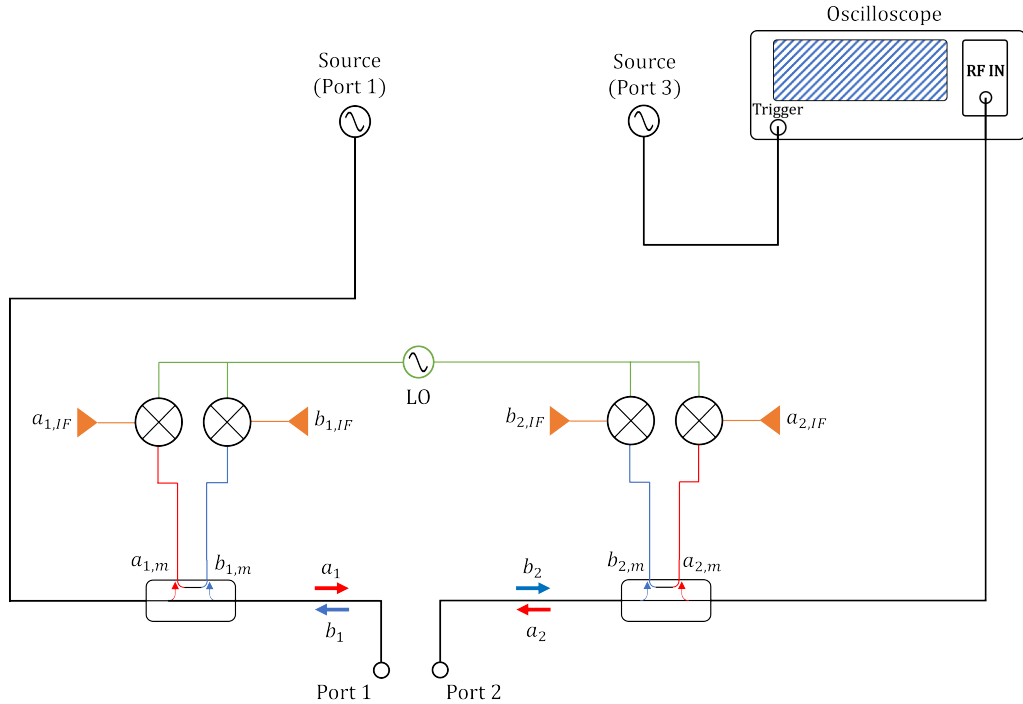 Oscilloscope
Source
(Port 1)
Source
(Port 3)
RF IN
Trigger
LO
a₁,IF
b₁,IF
b₂,IF
a₂,IF
a₁,m
b₁,m
a₁
b₁
b₂
a₂
b₂,m
a₂,m
Port 1
Port 2